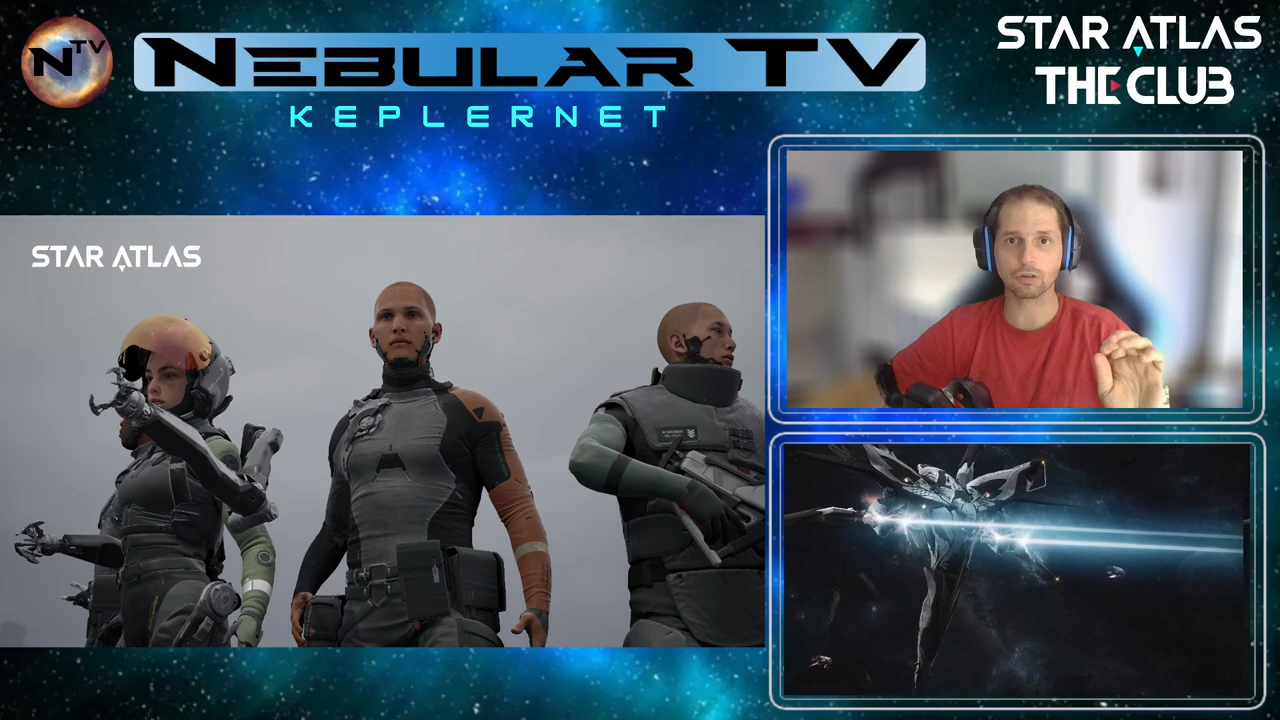 NTV
NEBULAR TV
KEPLERNET
STAR ATLAS
THE CLUB
STAR ATLAS